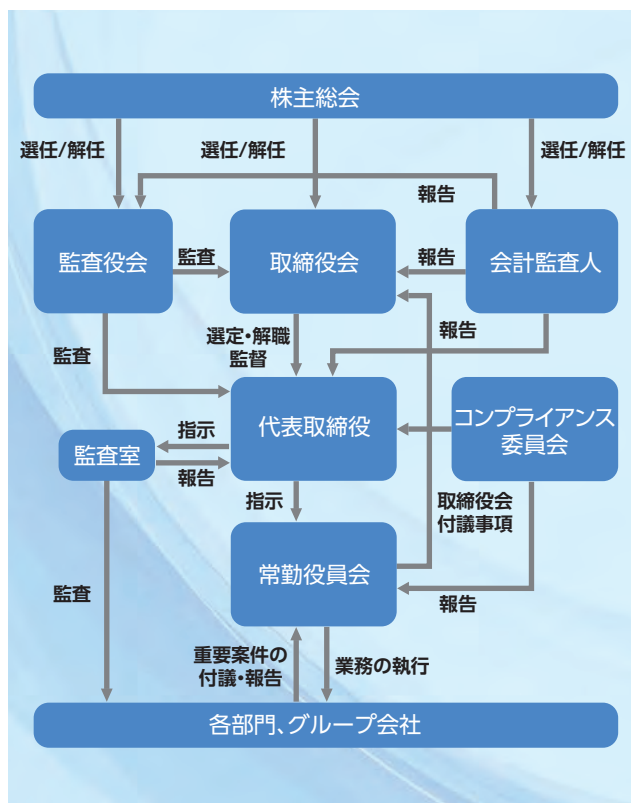 株主総会
選任/解任
選任/解任
選任/解任
報告
監査役会
監査
取締役会
報告
会計監査人
選定・解職
監督
報告
監査
代表取締役
コンプライアンス
委員会
指示
監査室
報告
指示
取締役会
付議事項
常勤役員会
監査
報告
重要案件の
付議・報告
業務の執行
各部門、グループ会社